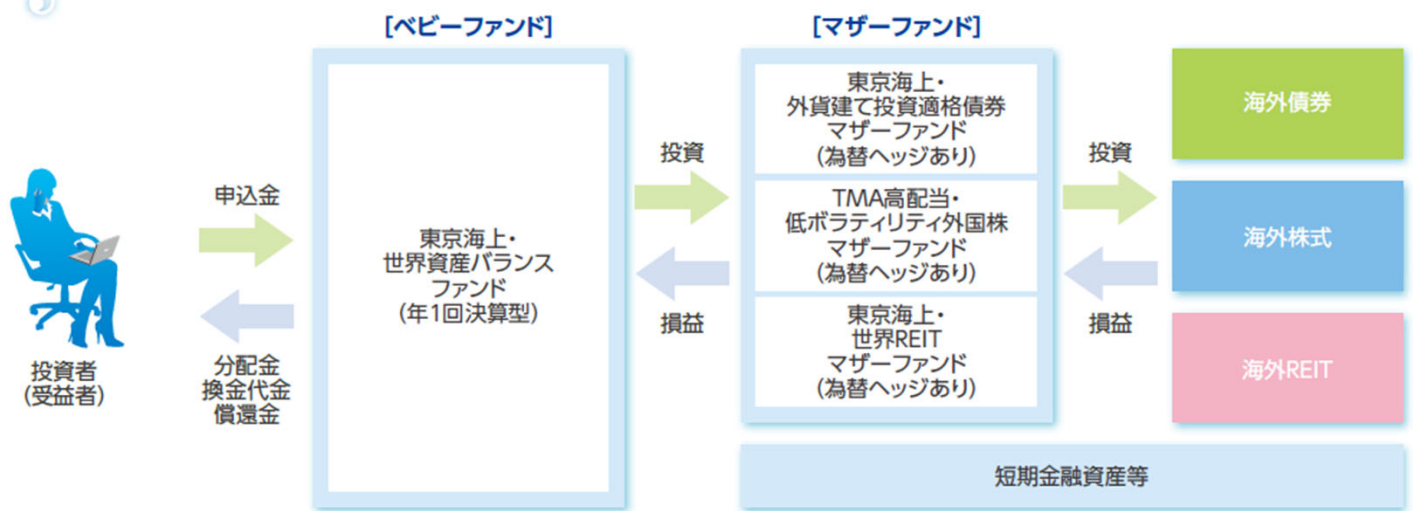 [ベビーファンド]
[マザーファンド]
投資者
(受益者)
申込金
分配金
換金代金
償還金
東京海上・
世界資産バランス
ファンド
(年1回決算型)
投資
損益
東京海上・
外貨建て投資適格債券
マザーファンド
(為替ヘッジあり)
TMA高配当・
低ボラティリティ外国株
マザーファンド
(為替ヘッジあり)
東京海上・
世界REIT
マザーファンド
(為替ヘッジあり)
投資
損益
海外債券
海外株式
海外REIT
短期金融資産等